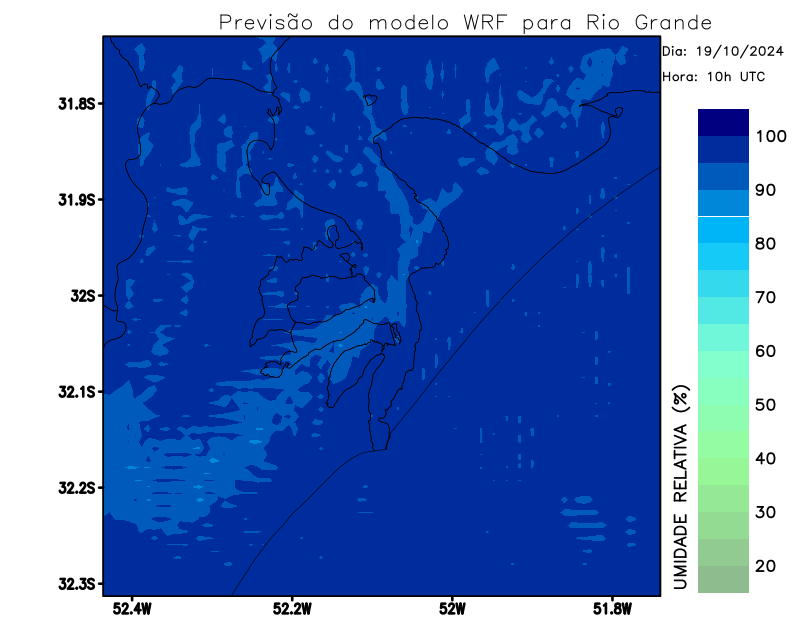 Previsão do modelo WRF para Rio Grande
Dia: 19/10/2024
Hora: 10h UTC
31.8S
31.9S
32S
32.1S
32.2S
32.3S
52.4W
52.2W
52W
51.8W
UMIDADE RELATIVA (%)
100
90
80
70
60
50
40
30
20